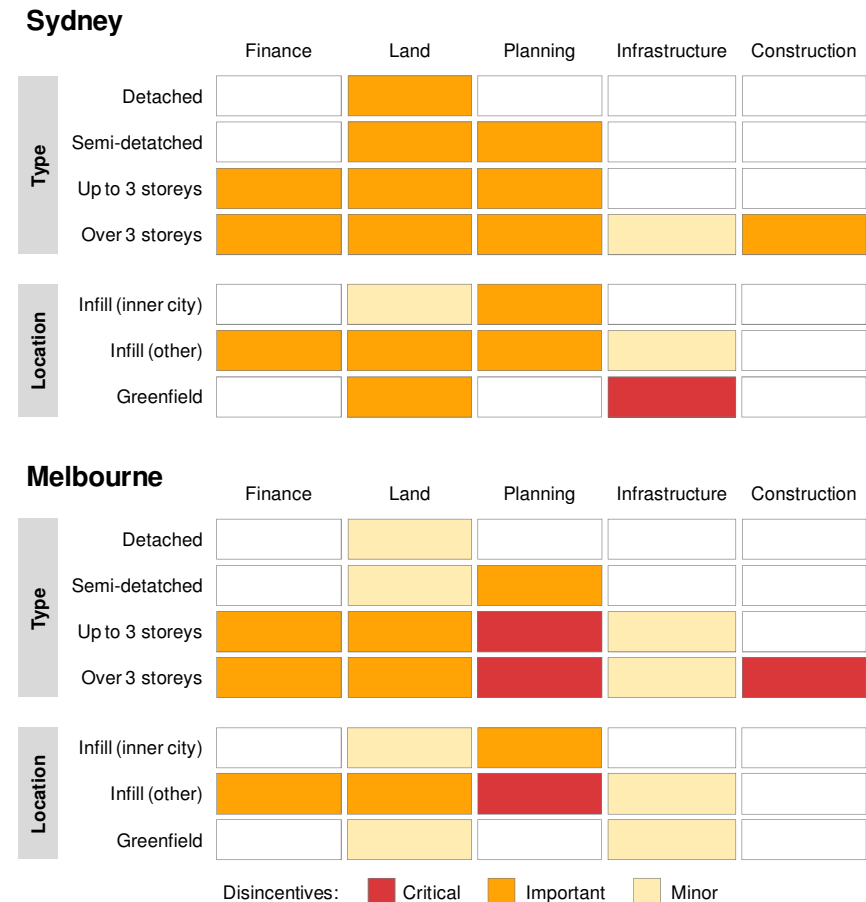 Sydney
Finance Land Planning Infrastructure Construction
Type
Detached
Semi-detatched
Up to 3 storeys
Over 3 storeys
Location
Infill (inner city)
Infill (other)
Greenfield
Melbourne
Finance Land Planning Infrastructure Construction
Type
Detached
Semi-detatched
Up to 3 storeys
Over 3 storeys
Location
Infill (inner city)
Infill (other)
Greenfield
Disincentives: Critical Important Minor